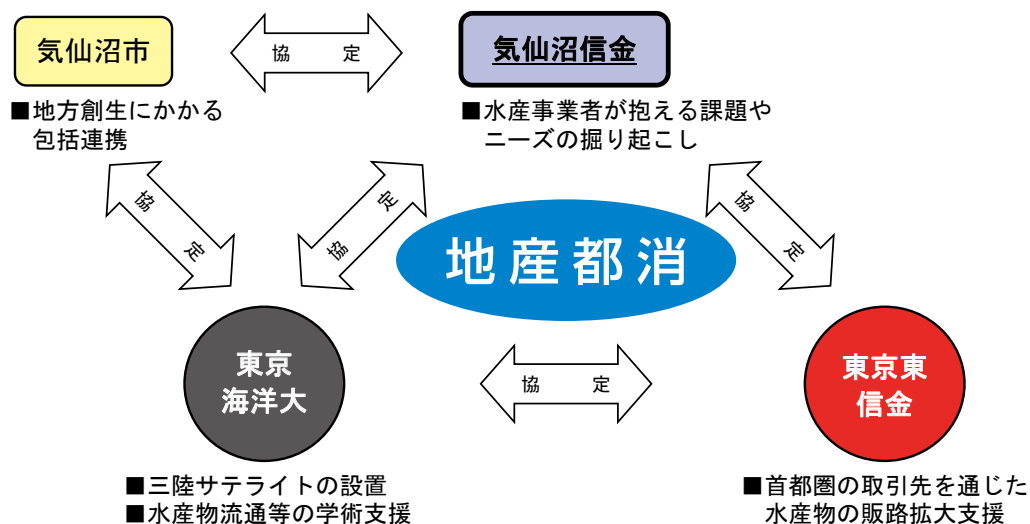 気仙沼市
協 定
気仙沼信金
■地方創生にかかる
包括連携
■水産事業者が抱える課題や
ニーズの掘り起こし
協 定
協 定
協 定
地産都消
東京
海洋大
協 定
東京東
信金
■三陸サテライトの設置
■水産物流通等の学術支援
■首都圏の取引先を通じた
水産物の販路拡大支援